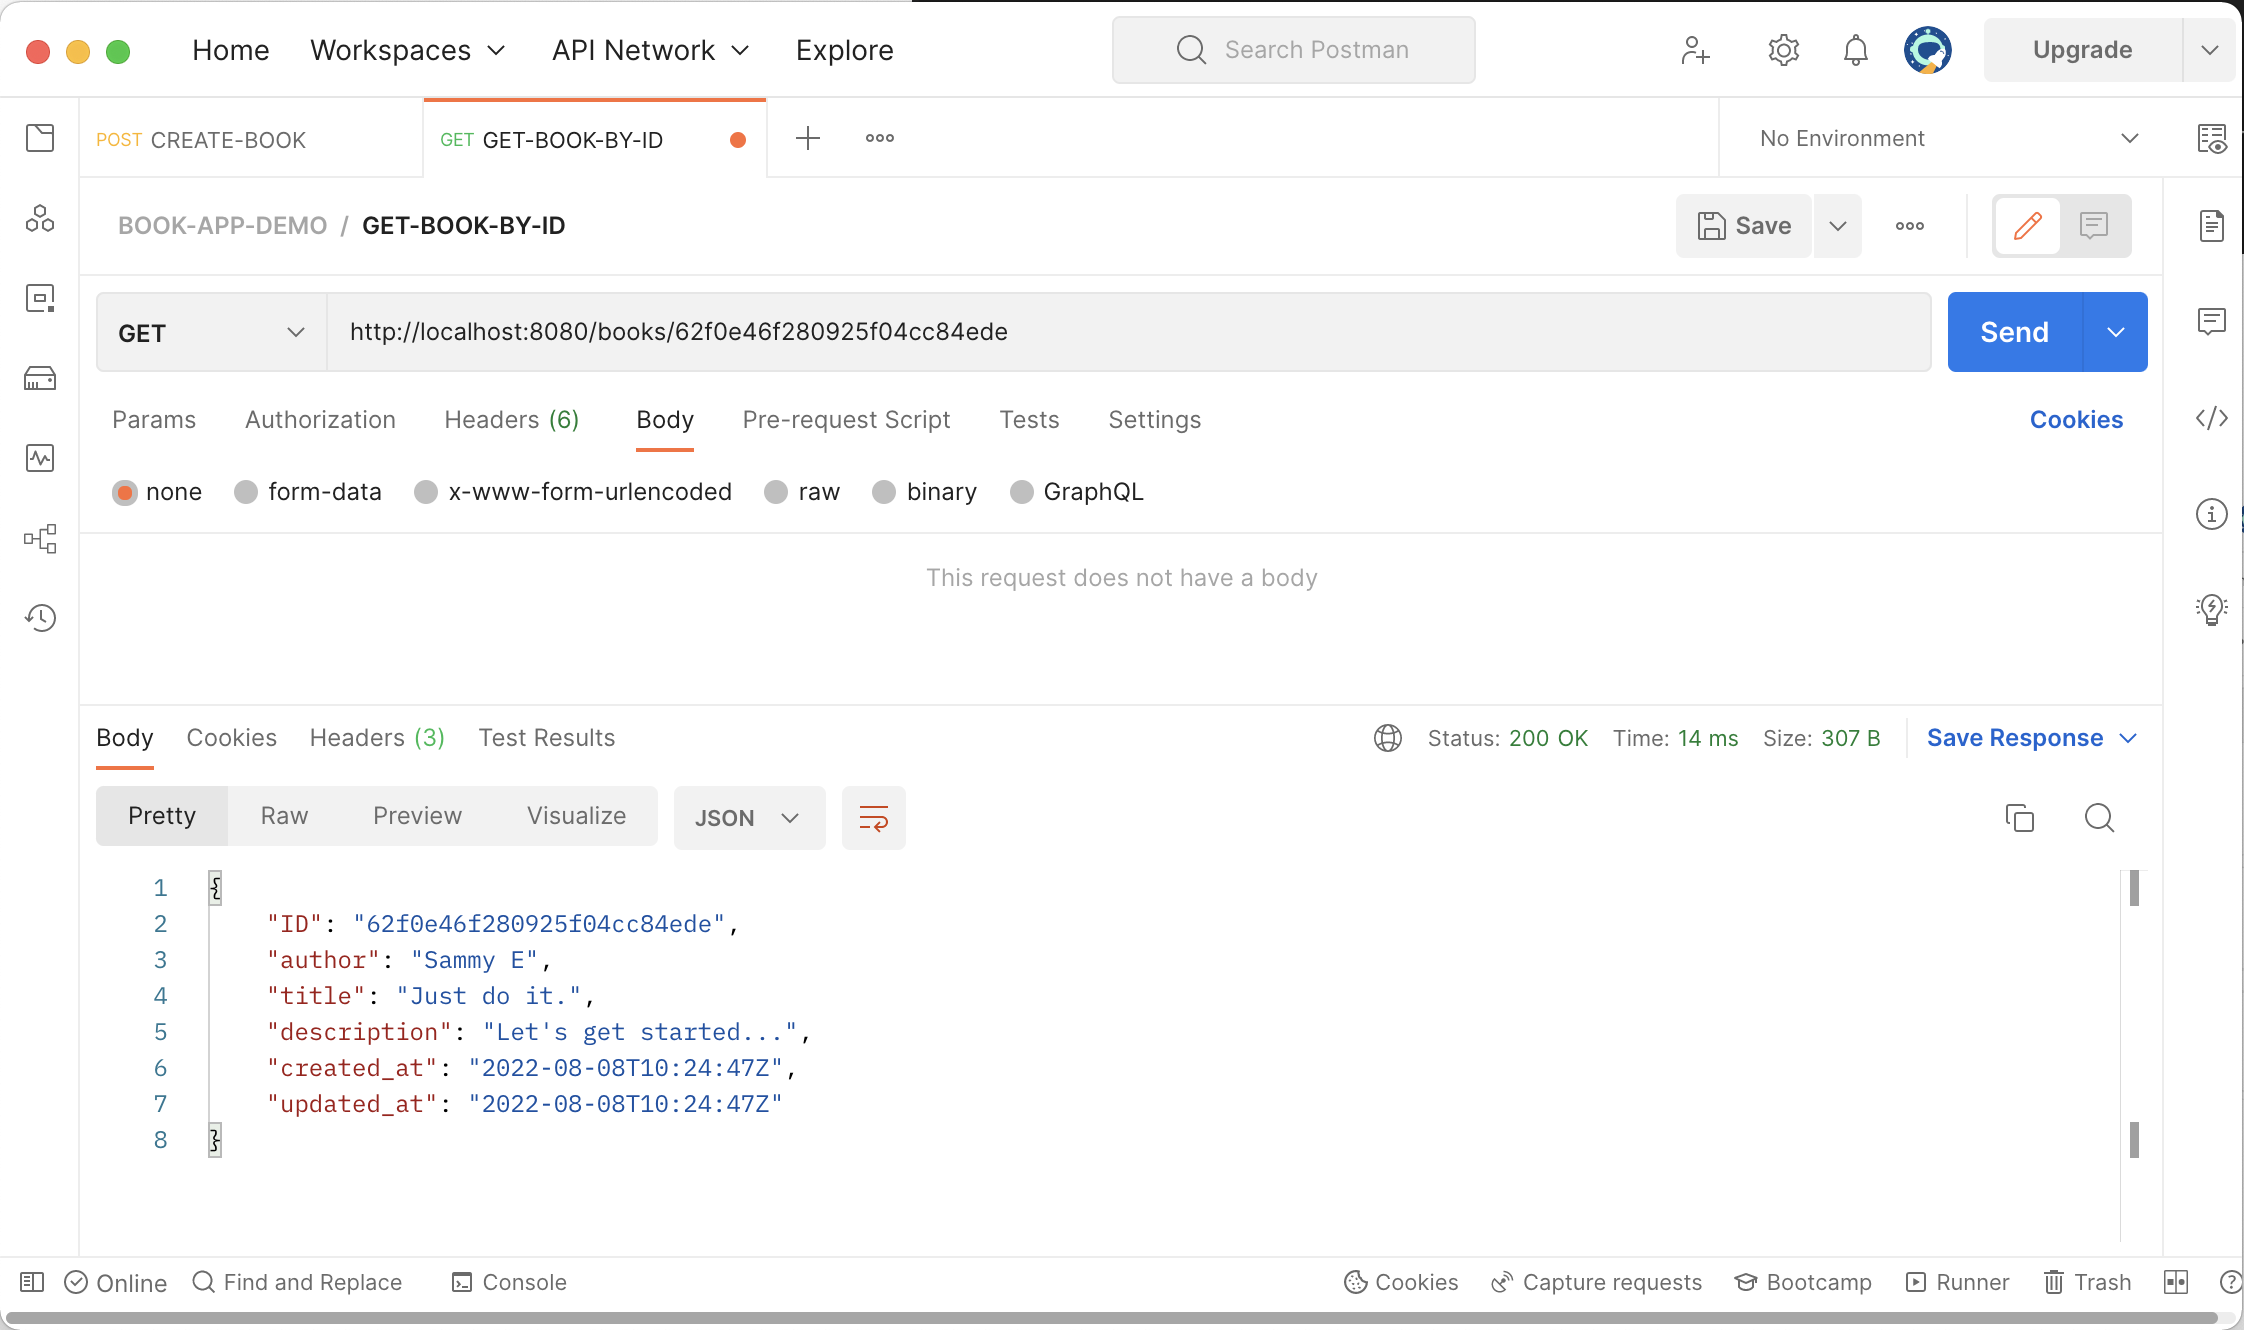 Home Workspaces API Network Explore Search Postman Upgrade
POST CREATE-BOOK GET GET-BOOK-BY-ID No Environment
BOOK-APP-DEMO / GET-BOOK-BY-ID Save
GET http://localhost:8080/books/62f0e46f280925f04cc84ede Send
Params Authorization Headers (6) Body Pre-request Script Tests Settings Cookies
none form-data x-www-form-urlencoded raw binary GraphQL
This request does not have a body
Body Cookies Headers (3) Test Results Status: 200 OK Time: 14 ms Size: 307 B Save Response
Pretty Raw Preview Visualize JSON
1 {
2 "ID": "62f0e46f280925f04cc84ede",
3 "author": "Sammy E",
4 "title": "Just do it.",
5 "description": "Let's get started...",
6 "created_at": "2022-08-08T10:24:47Z",
7 "updated_at": "2022-08-08T10:24:47Z"
8 }
Online Find and Replace Console Cookies Capture requests Bootcamp Runner Trash